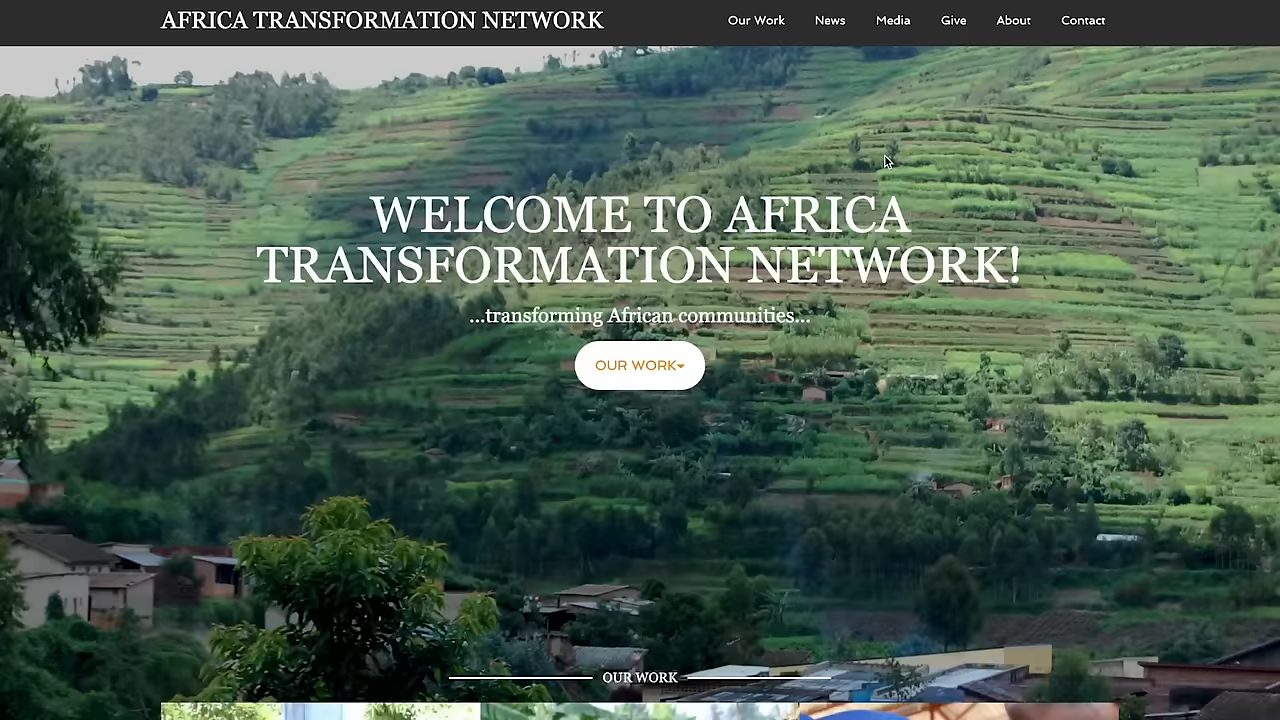 AFRICA TRANSFORMATION NETWORK
Our Work News Media Give About Contact
WELCOME TO AFRICA
TRANSFORMATION NETWORK!
...transforming African communities...
OUR WORK
OUR WORK